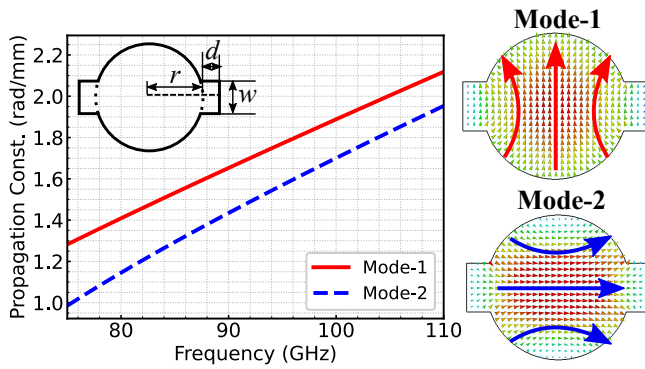 Propagation Const. (rad/mm)
2.2
2.0
1.8
1.6
1.4
1.2
1.0
80
90
100
110
Frequency (GHz)
r
d
w
Mode-1
Mode-2
Mode-1
Mode-2